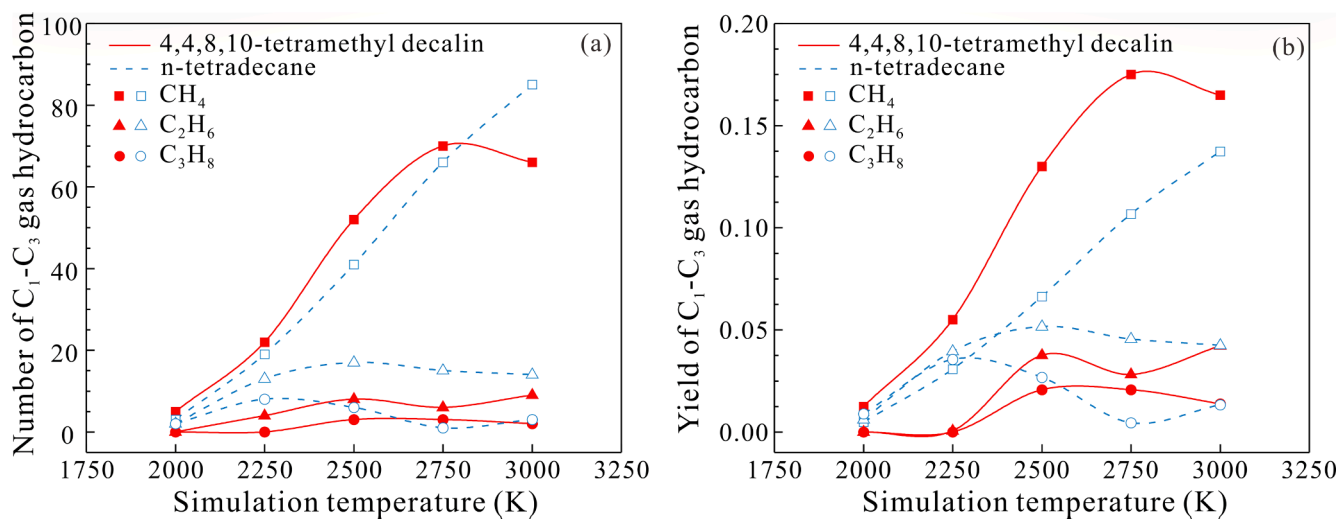 (a)
4,4,8,10-tetramethyl decalin
n-tetradecane
CH4
C2H6
C3H8
100
80
60
40
20
0
1750 2000 2250 2500 2750 3000 3250
Simulation temperature (K)
Number of C1-C3 gas hydrocarbon
(b)
4,4,8,10-tetramethyl decalin
n-tetradecane
CH4
C2H6
C3H8
0.20
0.15
0.10
0.05
0.00
1750 2000 2250 2500 2750 3000 3250
Simulation temperature (K)
Yield of C1-C3 gas hydrocarbon